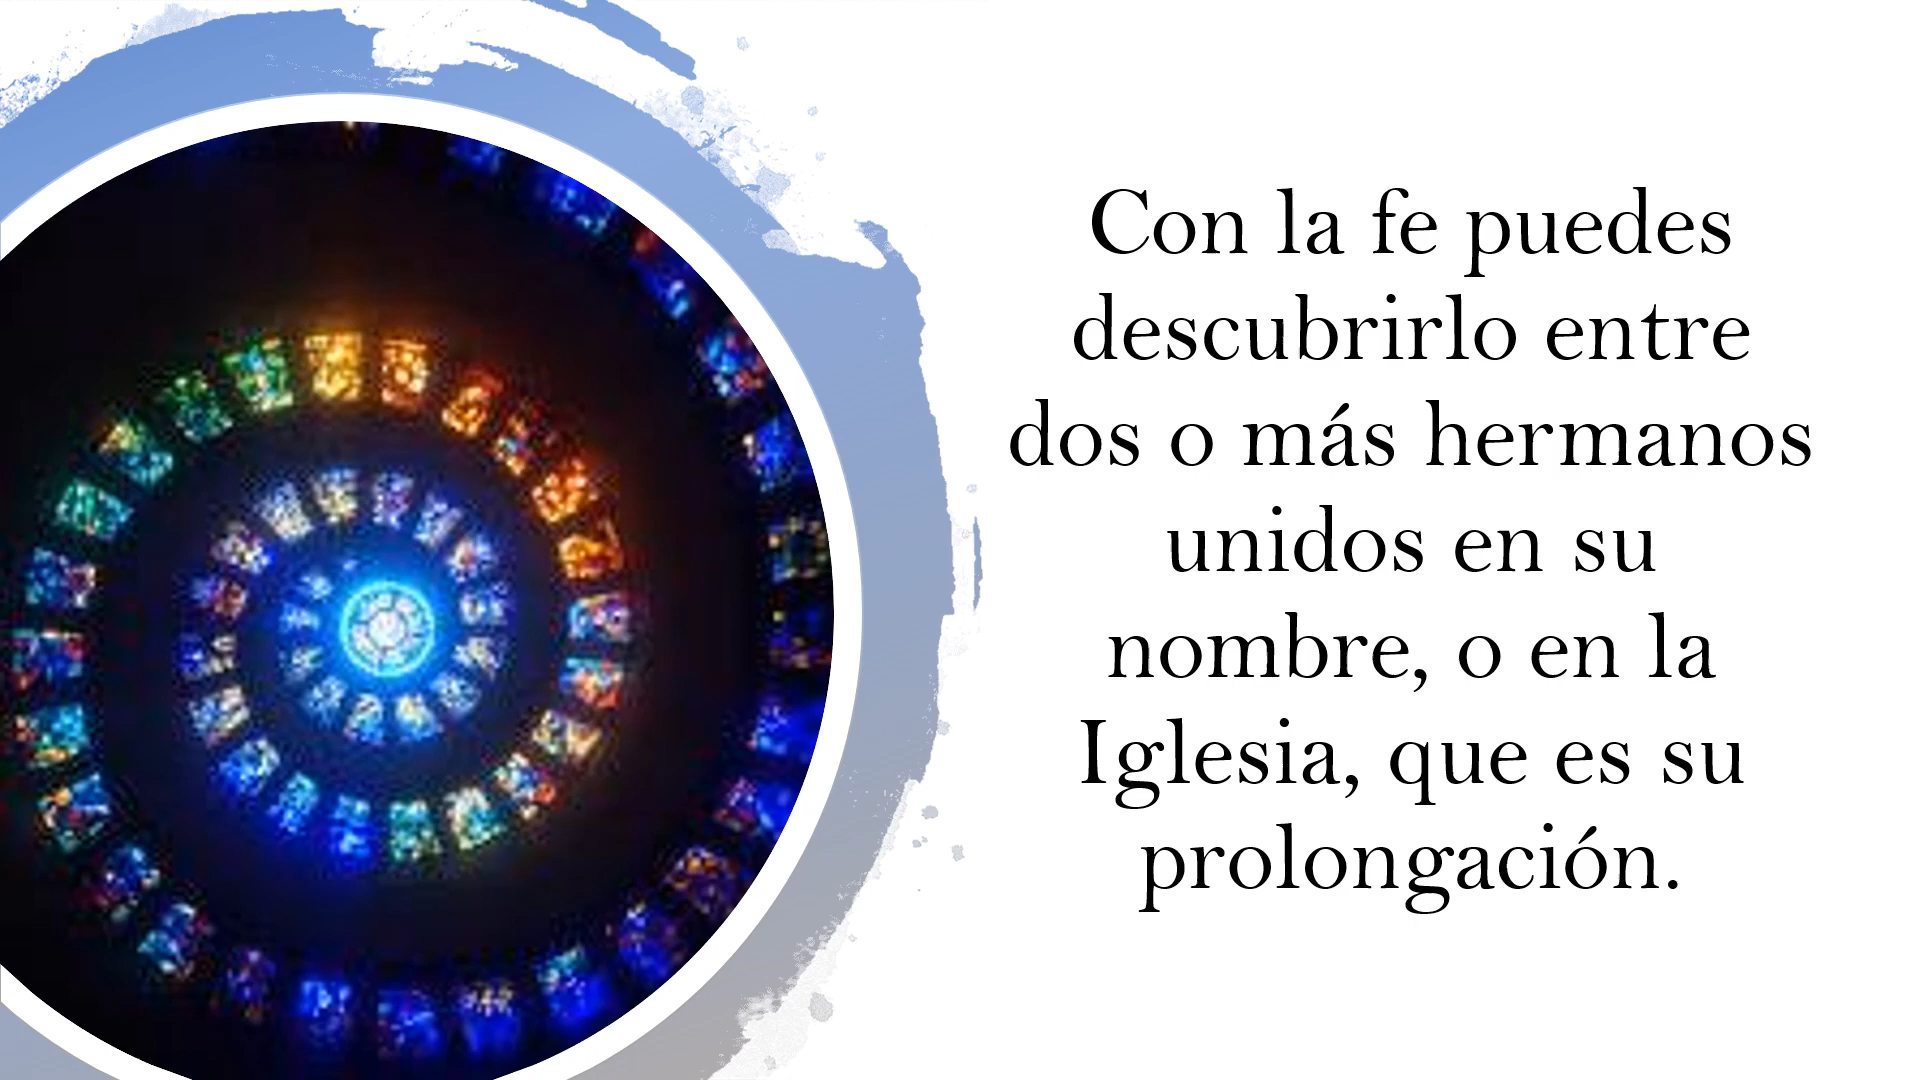 Con la fe puedes
descubrirlo entre
dos o más hermanos
unidos en su
nombre, o en la
Iglesia, que es su
prolongación.